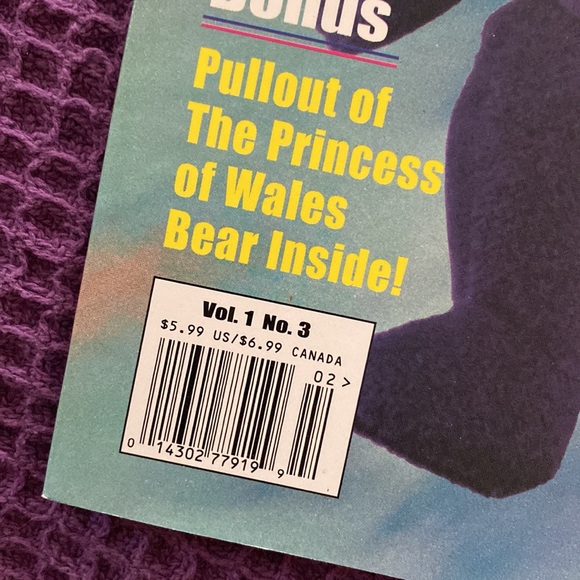 Bonus
Pullout of
The Princess
of Wales
Bear Inside!
Vol. 1 No. 3
$5.99 US/$6.99 CANADA
02>
0 14302 77919 9